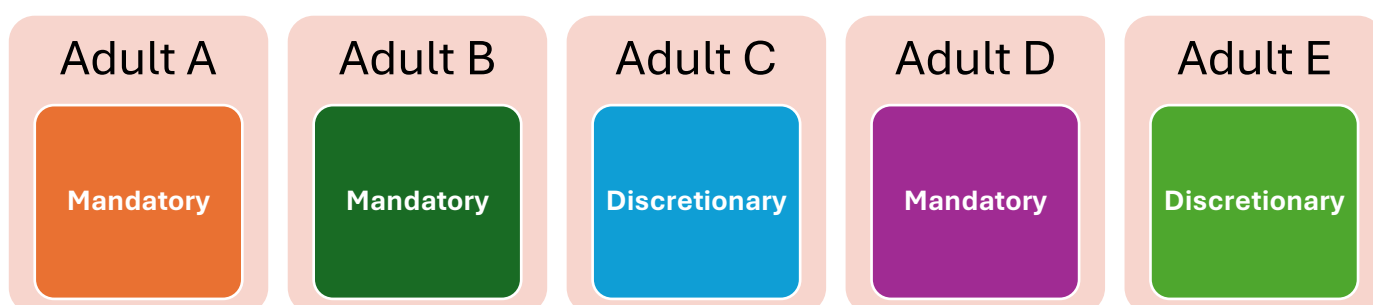 Adult A
Adult B
Adult C
Adult D
Adult E
Mandatory
Mandatory
Discretionary
Mandatory
Discretionary